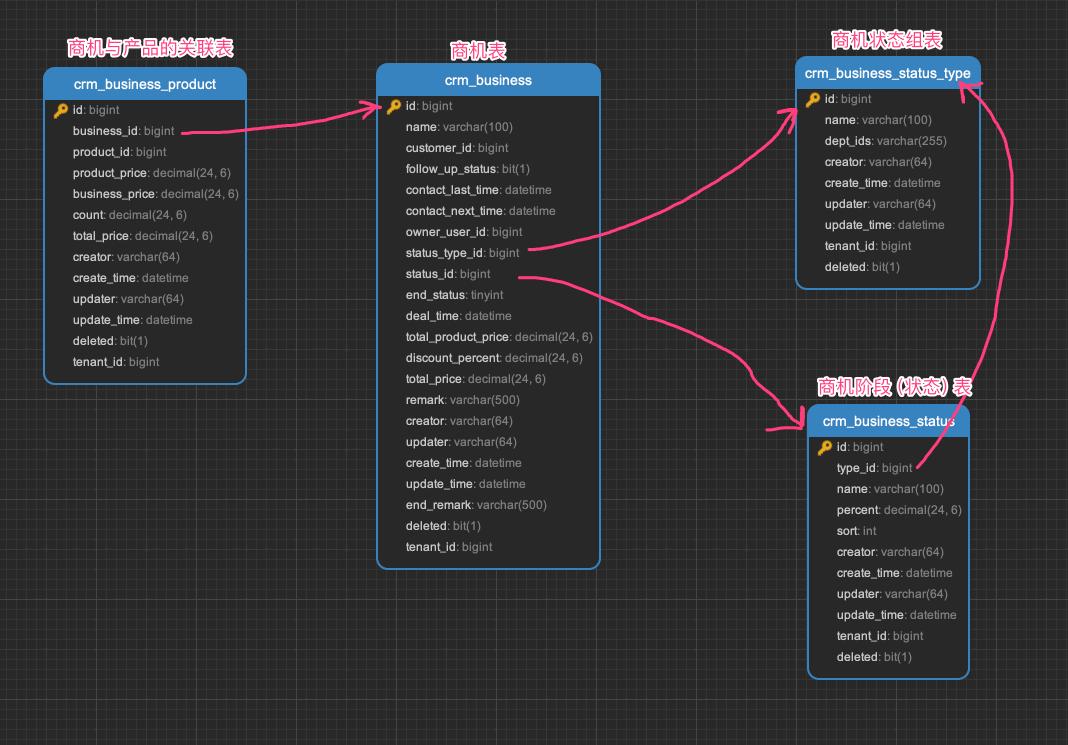 商机与产品的关联表
crm_business_product
id: bigint
business_id: bigint
product_id: bigint
product_price: decimal(24, 6)
business_price: decimal(24, 6)
count: decimal(24, 6)
total_price: decimal(24, 6)
creator: varchar(64)
create_time: datetime
updater: varchar(64)
update_time: datetime
deleted: bit(1)
tenant_id: bigint
商机表
crm_business
id: bigint
name: varchar(100)
customer_id: bigint
follow_up_status: bit(1)
contact_last_time: datetime
contact_next_time: datetime
owner_user_id: bigint
status_type_id: bigint
status_id: bigint
end_status: tinyint
deal_time: datetime
total_product_price: decimal(24, 6)
discount_percent: decimal(24, 6)
total_price: decimal(24, 6)
remark: varchar(500)
creator: varchar(64)
updater: varchar(64)
create_time: datetime
update_time: datetime
end_remark: varchar(500)
deleted: bit(1)
tenant_id: bigint
商机状态组表
crm_business_status_type
id: bigint
name: varchar(100)
dept_ids: varchar(255)
creator: varchar(64)
create_time: datetime
updater: varchar(64)
update_time: datetime
tenant_id: bigint
deleted: bit(1)
商机阶段（状态）表
crm_business_status
id: bigint
type_id: bigint
name: varchar(100)
percent: decimal(24, 6)
sort: int
creator: varchar(64)
create_time: datetime
updater: varchar(64)
update_time: datetime
tenant_id: bigint
deleted: bit(1)